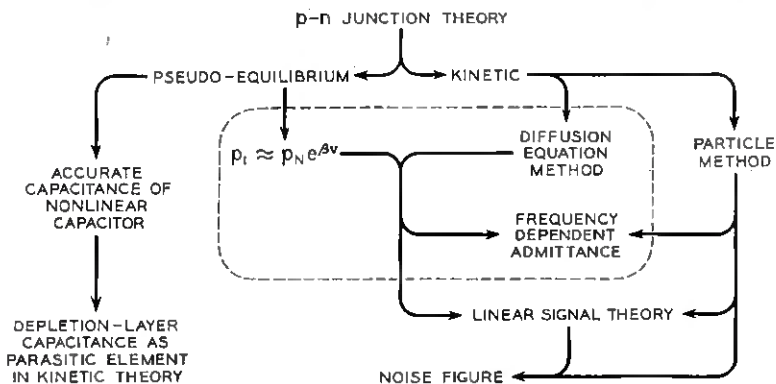 p-n JUNCTION THEORY
PSEUDO-EQUILIBRIUM
KINETIC
p₁ ≈ p_N e^βv
DIFFUSION
EQUATION
METHOD
PARTICLE
METHOD
ACCURATE
CAPACITANCE OF
NONLINEAR
CAPACITOR
FREQUENCY
DEPENDENT
ADMITTANCE
DEPLETION-LAYER
CAPACITANCE AS
PARASITIC ELEMENT
IN KINETIC THEORY
LINEAR SIGNAL THEORY
NOISE FIGURE